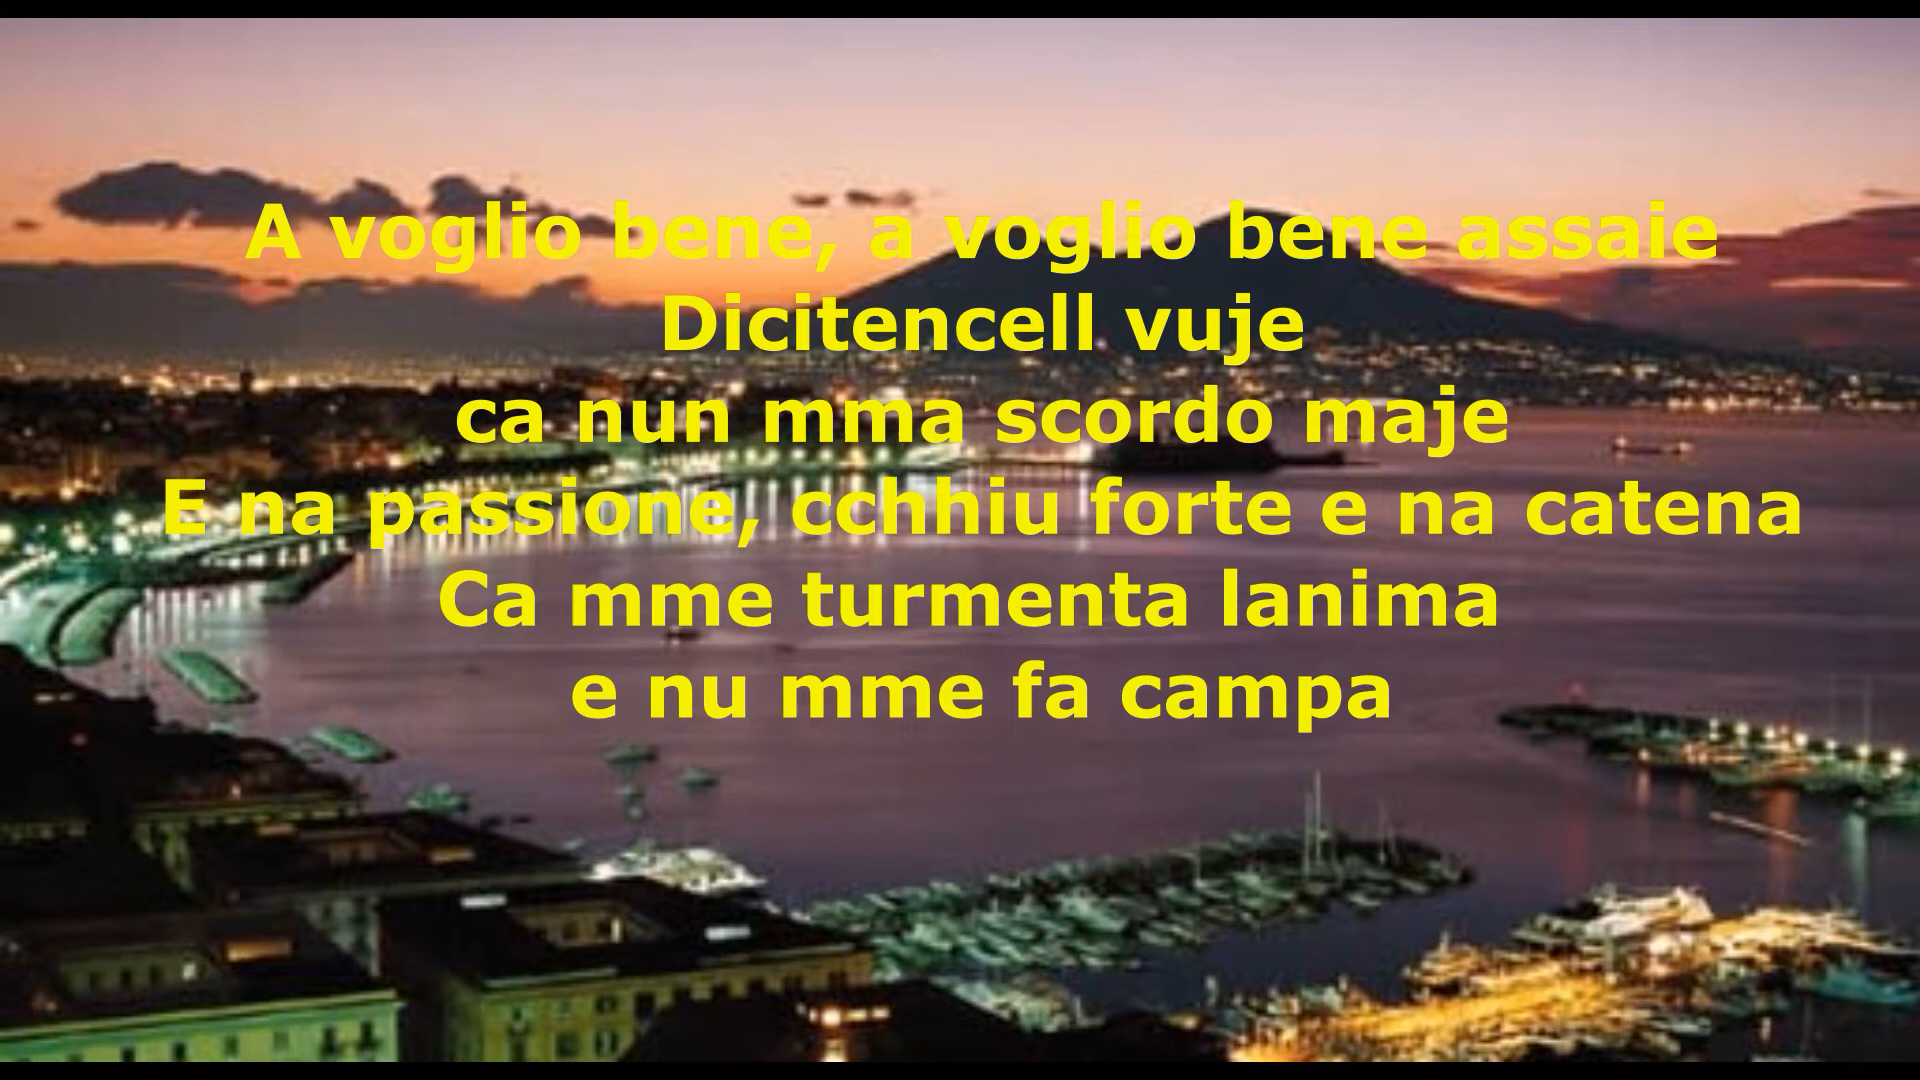 A voglio bene, a voglio bene assaie
Dicitencell vuje
ca nun mma scordo maje
E na passione, cchhiu forte e na catena
Ca mme turmenta lanima
e nu mme fa campa